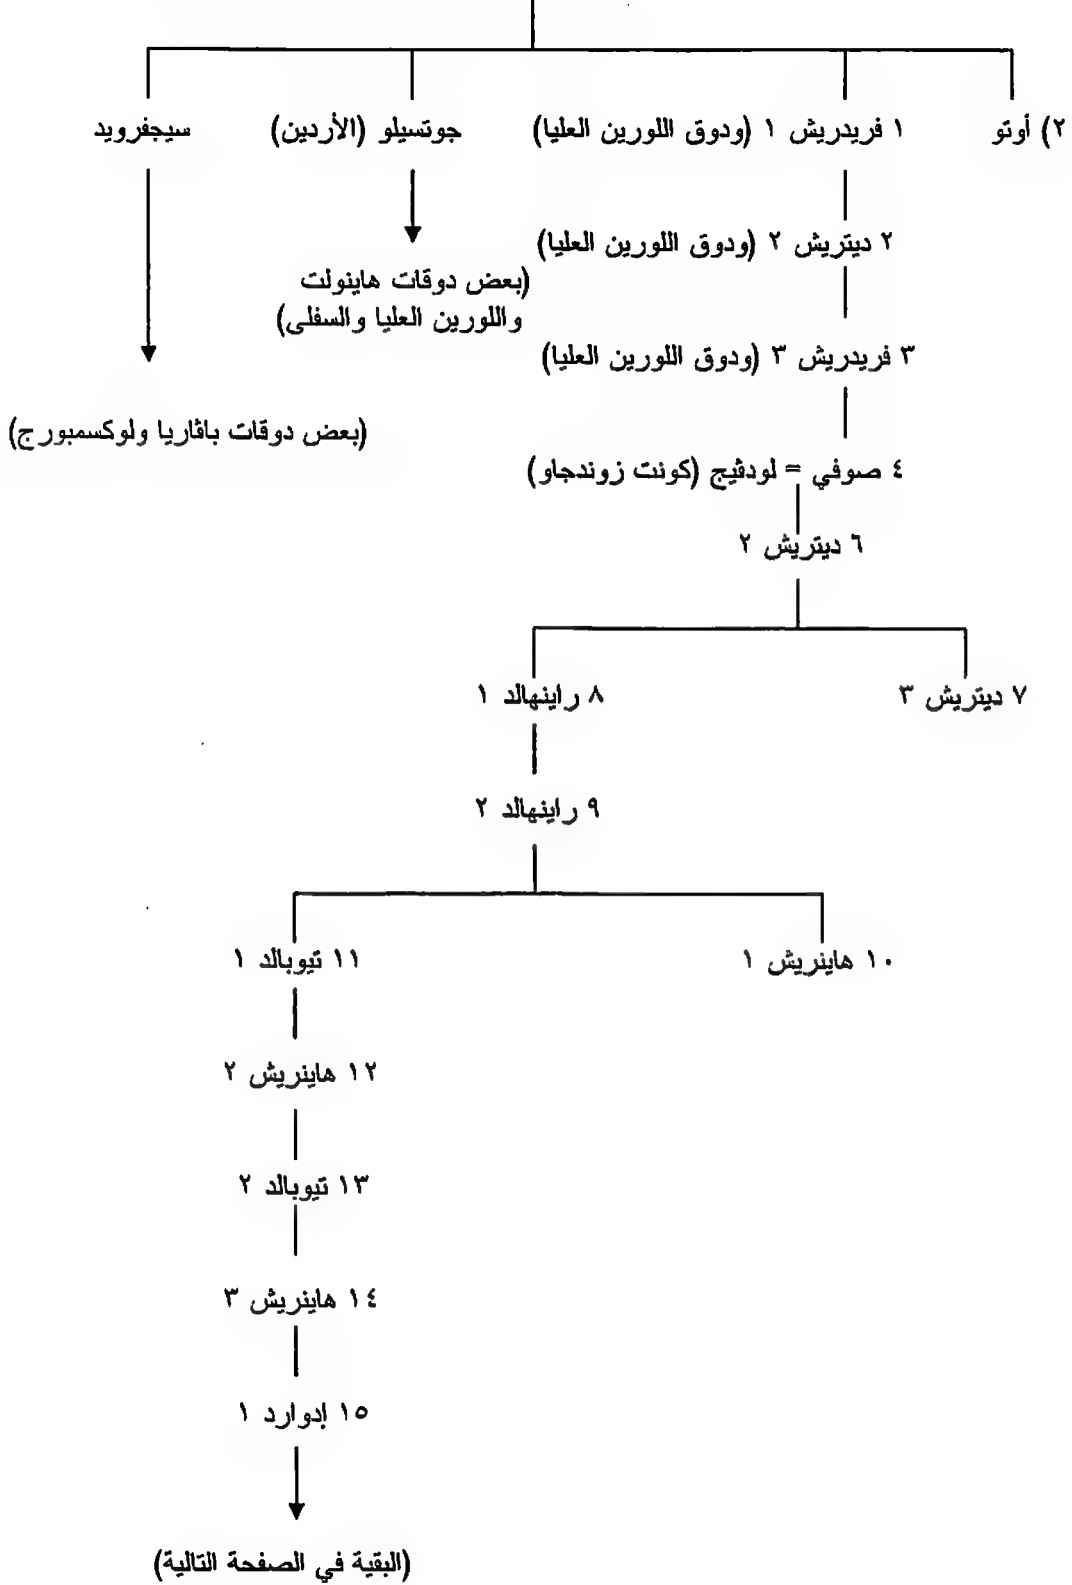 ٢) أوتو
١ فريدريش ١ (ودوق اللورين العليا)
جوتسيلو (الأردين)
سيجفرويد
٢ ديتريش ٢ (ودوق اللورين العليا)
(بعض دوقات هاينولت
واللورين العليا والسفلى)
٣ فريدريش ٣ (ودوق اللورين العليا)
(بعض دوقات باڤاريا ولوكسمبورج)
٤ صوفي = لودڤيج (كونت زوندجاو)
٦ ديتريش ٢
٧ ديتريش ٣
٨ راينهالد ١
٩ راينهالد ٢
١٠ هاينريش ١
١١ تيوبالد ١
١٢ هاينريش ٢
١٣ تيوبالد ٢
١٤ هاينريش ٣
١٥ إدوارد ١
(البقية في الصفحة التالية)